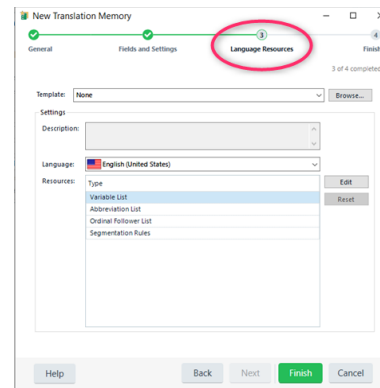 New Translation Memory
3
4
General
Fields and Settings
Language Resources
Finish
3 of 4 completed
Template:
None
Browse...
Settings
Description:
Language:
English (United States)
Resources:
Type
Edit
Variable List
Reset
Abbreviation List
Ordinal Follower List
Segmentation Rules
Help
Back
Next
Finish
Cancel